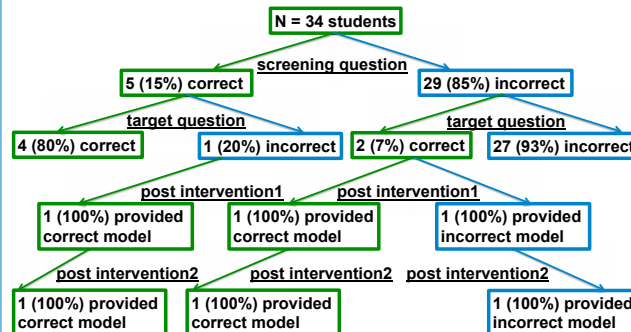 N = 34 students
screening question
5 (15%) correct
29 (85%) incorrect
target question
target question
4 (80%) correct
1 (20%) incorrect
2 (7%) correct
27 (93%) incorrect
post intervention1
post intervention1
1 (100%) provided
correct model
1 (100%) provided
correct model
1 (100%) provided
incorrect model
post intervention2
post intervention2
post intervention2
1 (100%) provided
correct model
1 (100%) provided
correct model
1 (100%) provided
incorrect model